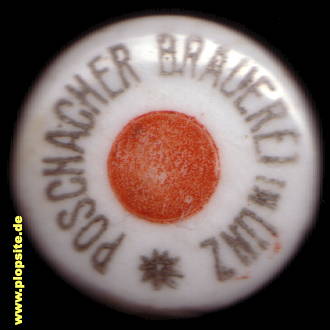 POSCHACHER BRAUEREI IN LINZ
www.plopsite.de